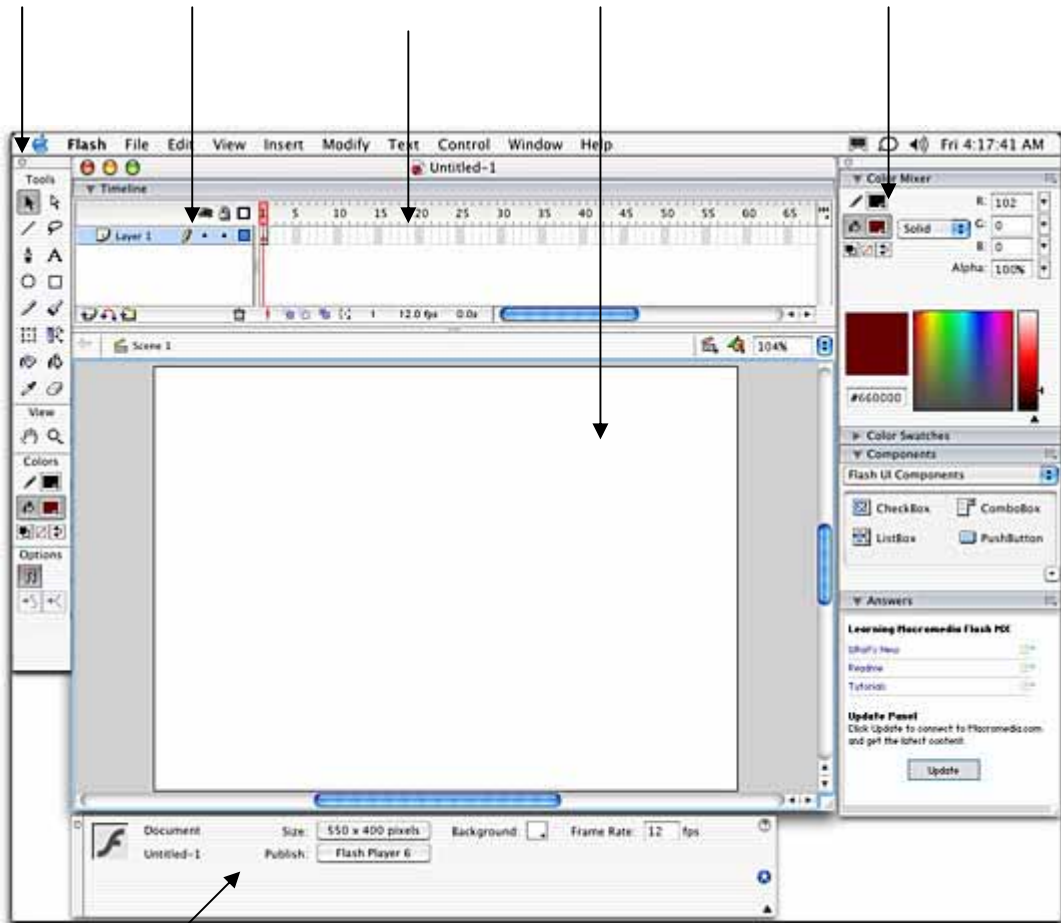 Flash File Edit View Insert Modify Text Control Window Help Fri 4:17:41 AM
Tools
Untitled-1
Timeline
1 5 10 15 20 25 30 35 40 45 50 55 60 65
Layer 1
1 12.0 fps 0.0s
Scene 1 104%
View
Colors
Options
Color Mixer
R: 102
Solid G: 0
B: 0
Alpha: 100%
#660000
Color Swatches
Components
Flash UI Components
CheckBox ComboBox
ListBox PushButton
Answers
Learning Macromedia Flash MX
What's New
Readme
Tutorials
Update Panel
Click Update to connect to Macromedia.com
and get the latest content.
Update
Document Size: 550 x 400 pixels Background: Frame Rate: 12 fps
Untitled-1 Publish: Flash Player 6